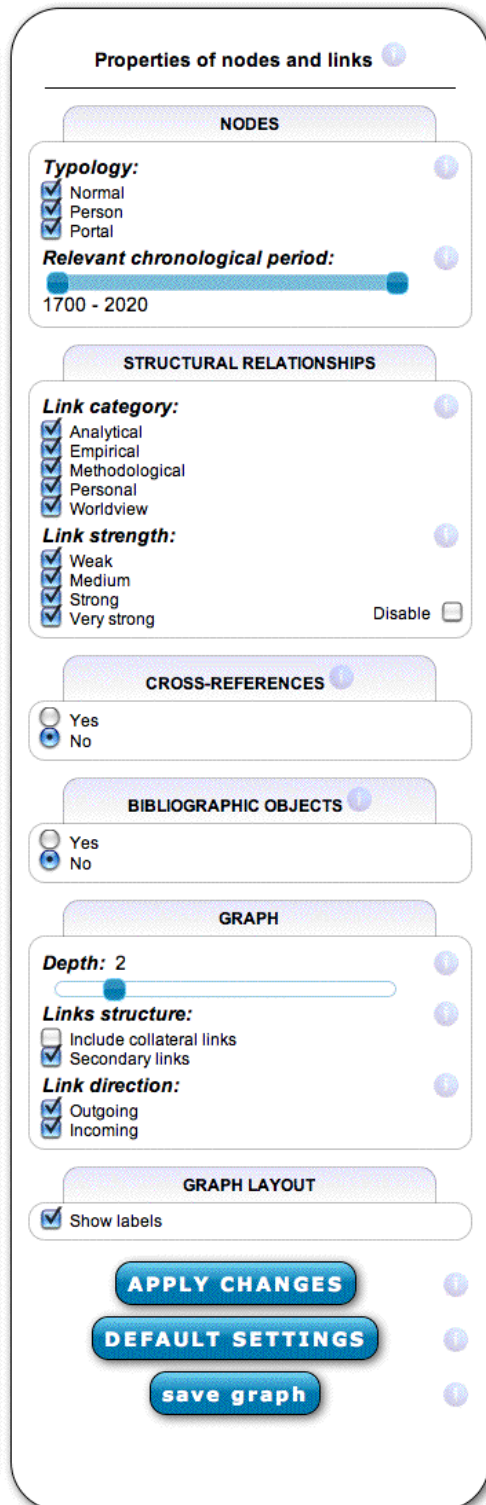 Properties of nodes and links
NODES
Typology:
Normal
Person
Portal
Relevant chronological period:
1700 - 2020
STRUCTURAL RELATIONSHIPS
Link category:
Analytical
Empirical
Methodological
Personal
Worldview
Link strength:
Weak
Medium
Strong
Very strong
Disable
CROSS-REFERENCES
Yes
No
BIBLIOGRAPHIC OBJECTS
Yes
No
GRAPH
Depth: 2
Links structure:
Include collateral links
Secondary links
Link direction:
Outgoing
Incoming
GRAPH LAYOUT
Show labels
APPLY CHANGES
DEFAULT SETTINGS
save graph